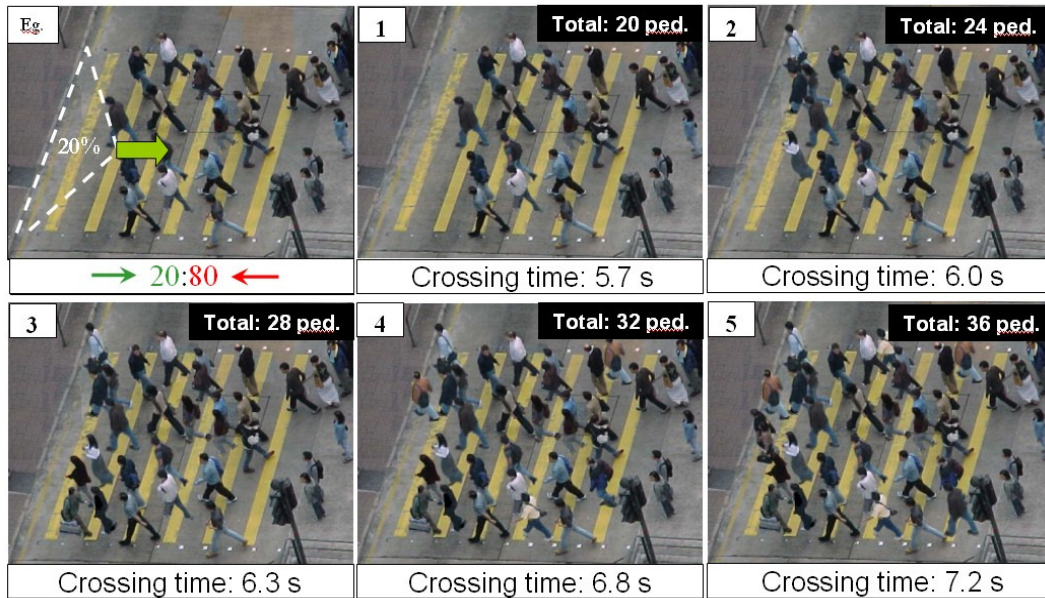 Eg.
20%
→ 20:80 ←
1
Total: 20 ped.
Crossing time: 5.7 s
2
Total: 24 ped.
Crossing time: 6.0 s
3
Total: 28 ped.
Crossing time: 6.3 s
4
Total: 32 ped.
Crossing time: 6.8 s
5
Total: 36 ped.
Crossing time: 7.2 s